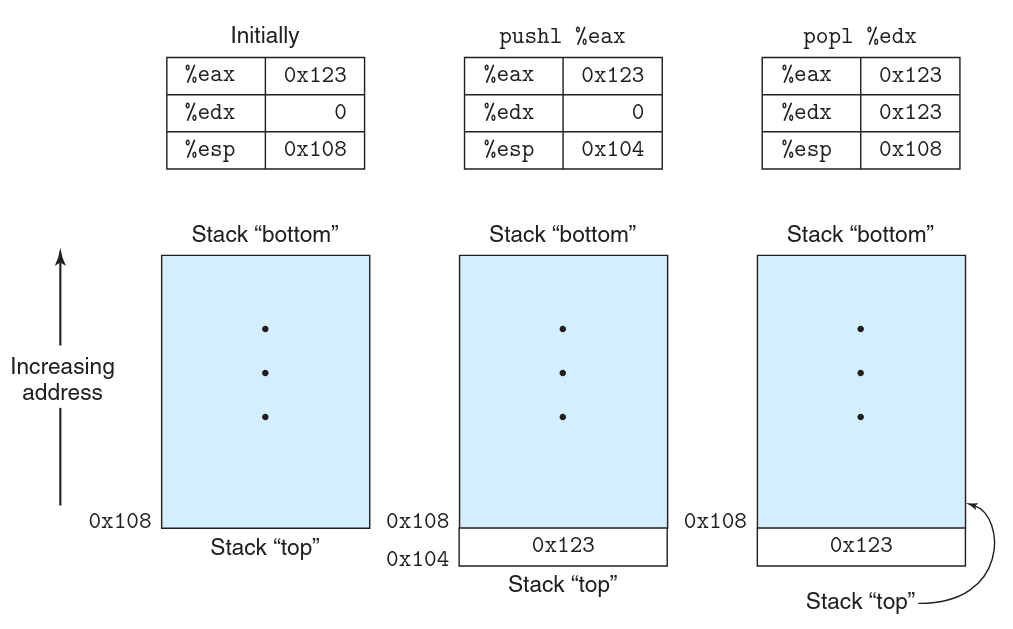 Initially
%eax 0x123
%edx 0
%esp 0x108
pushl %eax
%eax 0x123
%edx 0
%esp 0x104
popl %edx
%eax 0x123
%edx 0x123
%esp 0x108
Increasing
address
Stack “bottom”
0x108
Stack “top”
Stack “bottom”
0x108
0x123
0x104
Stack “top”
Stack “bottom”
0x108
0x123
Stack “top”